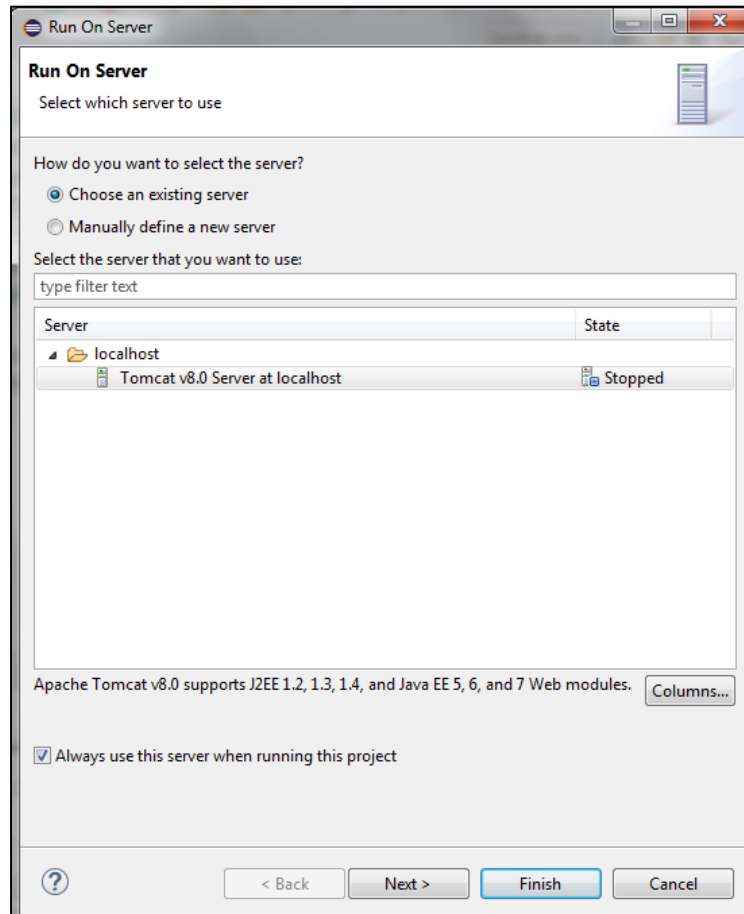 Run On Server
Run On Server
Select which server to use
How do you want to select the server?
Choose an existing server
Manually define a new server
Select the server that you want to use:
type filter text
Server State
localhost
Tomcat v8.0 Server at localhost Stopped
Apache Tomcat v8.0 supports J2EE 1.2, 1.3, 1.4, and Java EE 5, 6, and 7 Web modules. Columns...
Always use this server when running this project
? < Back Next > Finish Cancel